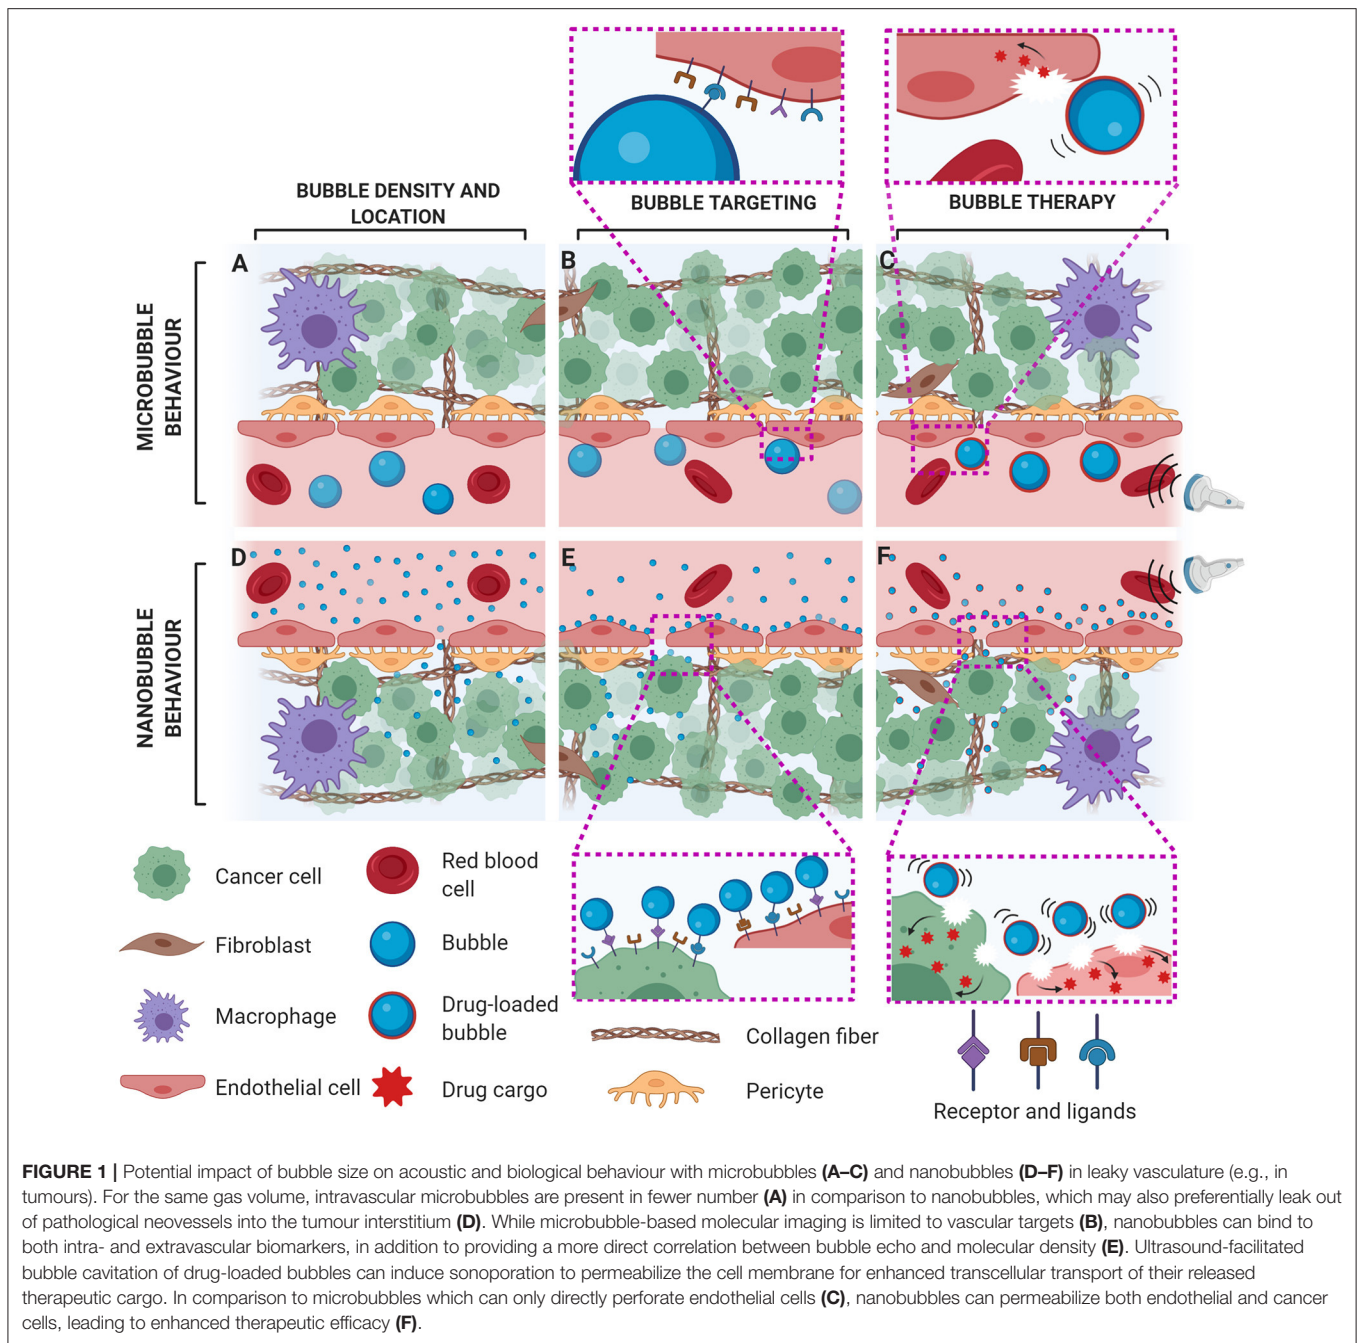 BUBBLE DENSITY AND
LOCATION
BUBBLE TARGETING
BUBBLE THERAPY
MICROBUBBLE
BEHAVIOUR
A
B
C
NANOBUBBLE
BEHAVIOUR
D
E
F
Cancer cell
Red blood
cell
Fibroblast
Bubble
Macrophage
Drug-loaded
bubble
Collagen fiber
Endothelial cell
Drug cargo
Pericyte
Receptor and ligands
FIGURE 1 | Potential impact of bubble size on acoustic and biological behaviour with microbubbles (A–C) and nanobubbles (D–F) in leaky vasculature (e.g., in
tumours). For the same gas volume, intravascular microbubbles are present in fewer number (A) in comparison to nanobubbles, which may also preferentially leak out
of pathological neovessels into the tumour interstitium (D). While microbubble-based molecular imaging is limited to vascular targets (B), nanobubbles can bind to
both intra- and extravascular biomarkers, in addition to providing a more direct correlation between bubble echo and molecular density (E). Ultrasound-facilitated
bubble cavitation of drug-loaded bubbles can induce sonoporation to permeabilize the cell membrane for enhanced transcellular transport of their released
therapeutic cargo. In comparison to microbubbles which can only directly perforate endothelial cells (C), nanobubbles can permeabilize both endothelial and cancer
cells, leading to enhanced therapeutic efficacy (F).